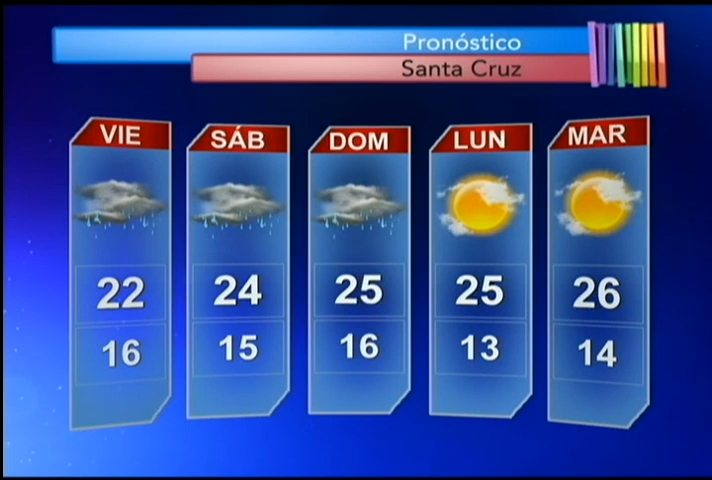 Pronóstico
Santa Cruz
VIE SÁB DOM LUN MAR
22 24 25 25 26
16 15 16 13 14